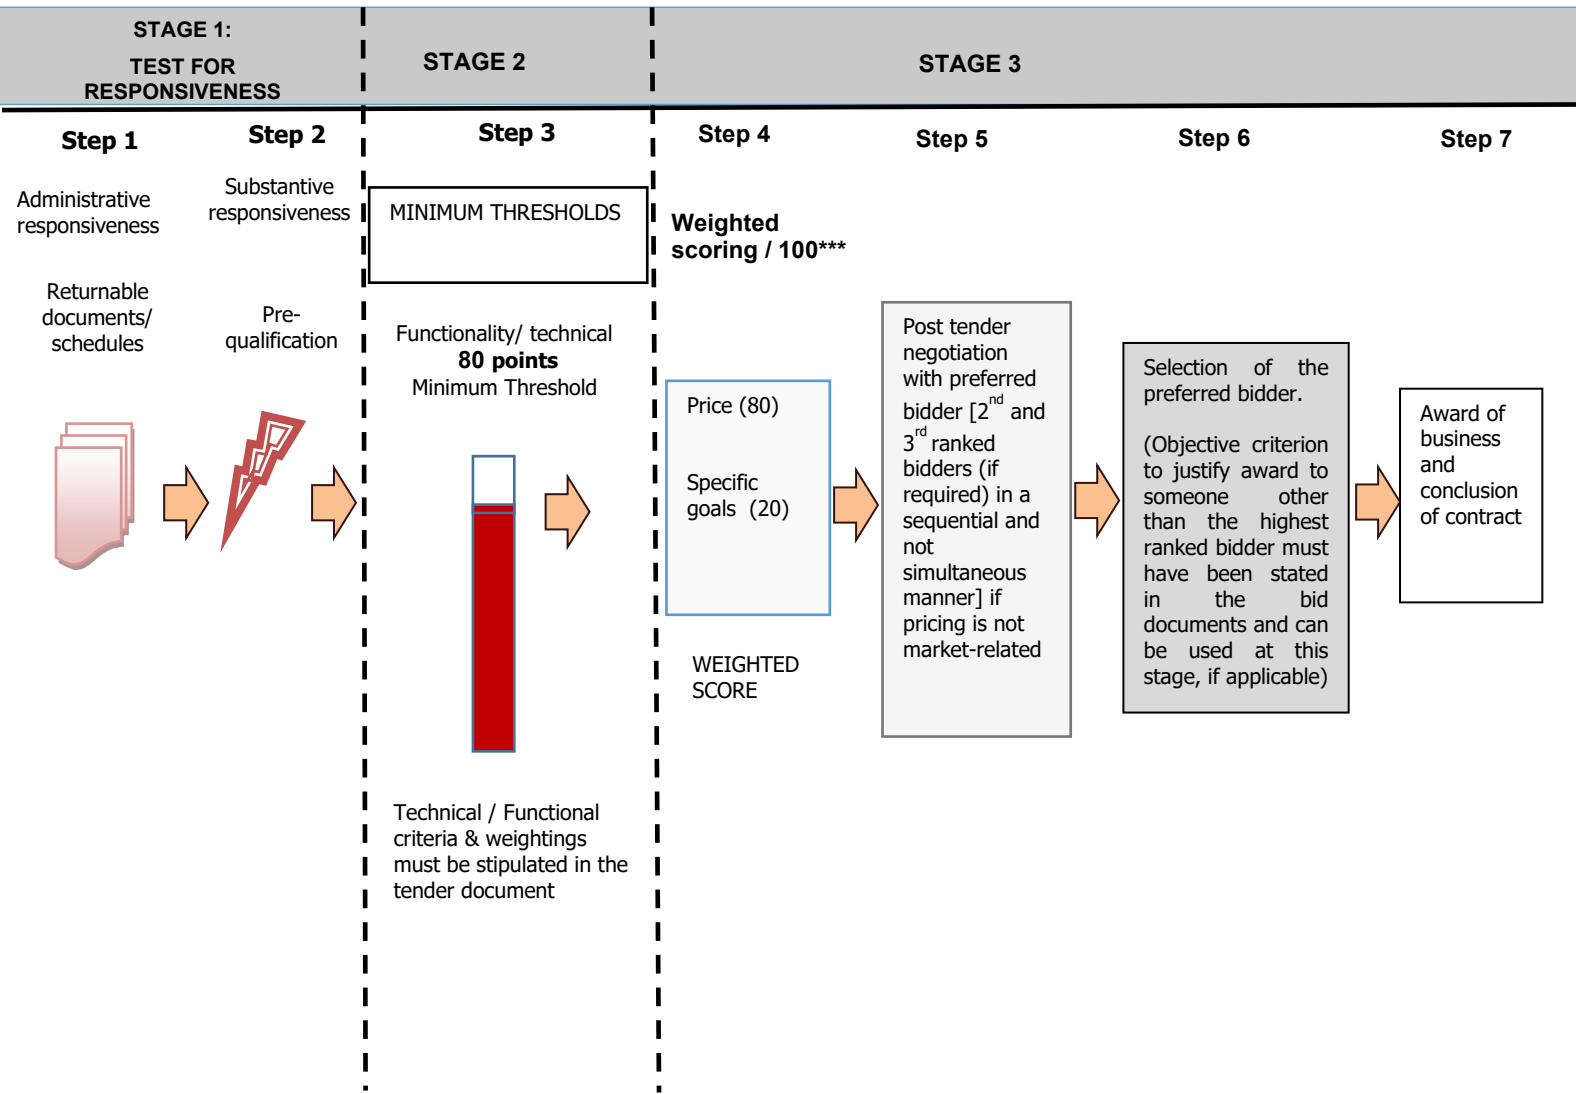 STAGE 1:
TEST FOR
RESPONSIVENESS
STAGE 2
STAGE 3
Step 1
Administrative
responsiveness
Returnable
documents/
schedules
Step 2
Substantive
responsiveness
Pre-
qualification
Step 3
MINIMUM THRESHOLDS
Functionality/ technical
80 points
Minimum Threshold
Technical / Functional
criteria & weightings
must be stipulated in the
tender document
Step 4
Weighted
scoring / 100***
Price (80)
Specific
goals (20)
WEIGHTED
SCORE
Step 5
Post tender
negotiation
with preferred
bidder [2nd and
3rd ranked
bidders (if
required) in a
sequential and
not
simultaneous
manner] if
pricing is not
market-related
Step 6
Selection of the
preferred bidder.
(Objective criterion
to justify award to
someone other
than the highest
ranked bidder must
have been stated
in the bid
documents and can
be used at this
stage, if applicable)
Step 7
Award of
business
and
conclusion
of contract